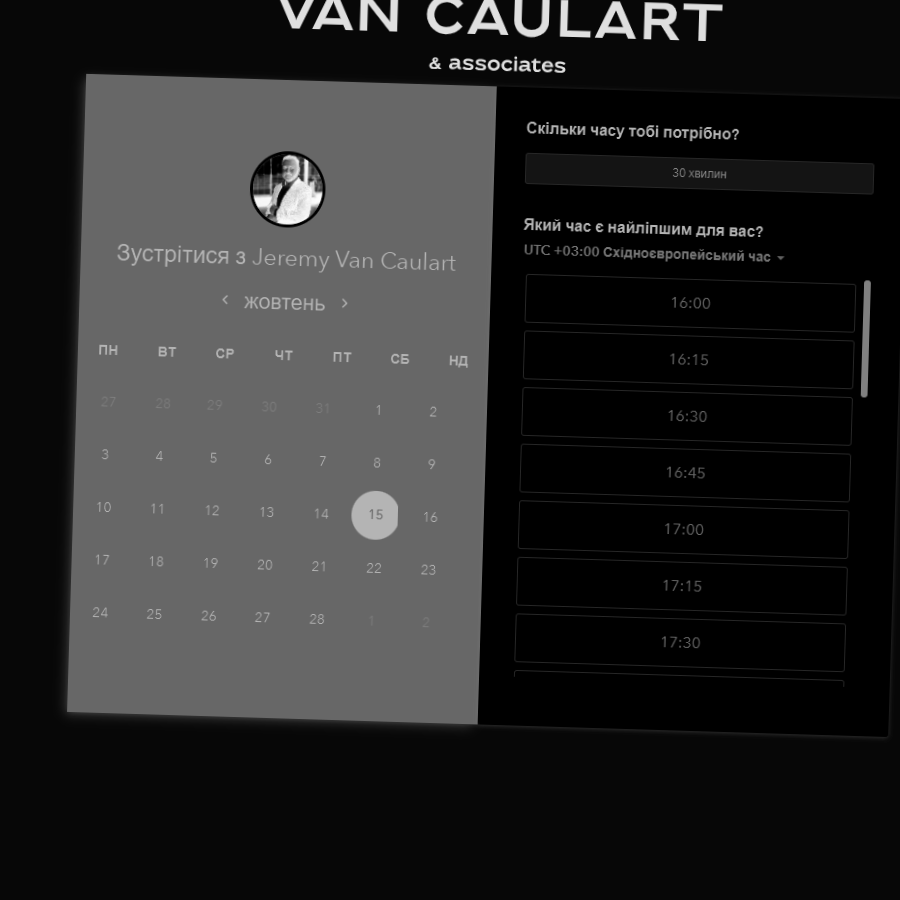 VAN CAULART
& associates
Зустрітися з Jeremy Van Caulart
жовтень
ПН ВТ СР ЧТ ПТ СБ НД
27 28 29 30 31 1 2
3 4 5 6 7 8 9
10 11 12 13 14 15 16
17 18 19 20 21 22 23
24 25 26 27 28 1 2
Скільки часу тобі потрібно?
30 хвилин
Який час є найліпшим для вас?
UTC +03:00 Східноєвропейський час
16:00
16:15
16:30
16:45
17:00
17:15
17:30